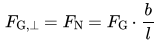 F_{G,⊥} = F_N = F_G · b/l